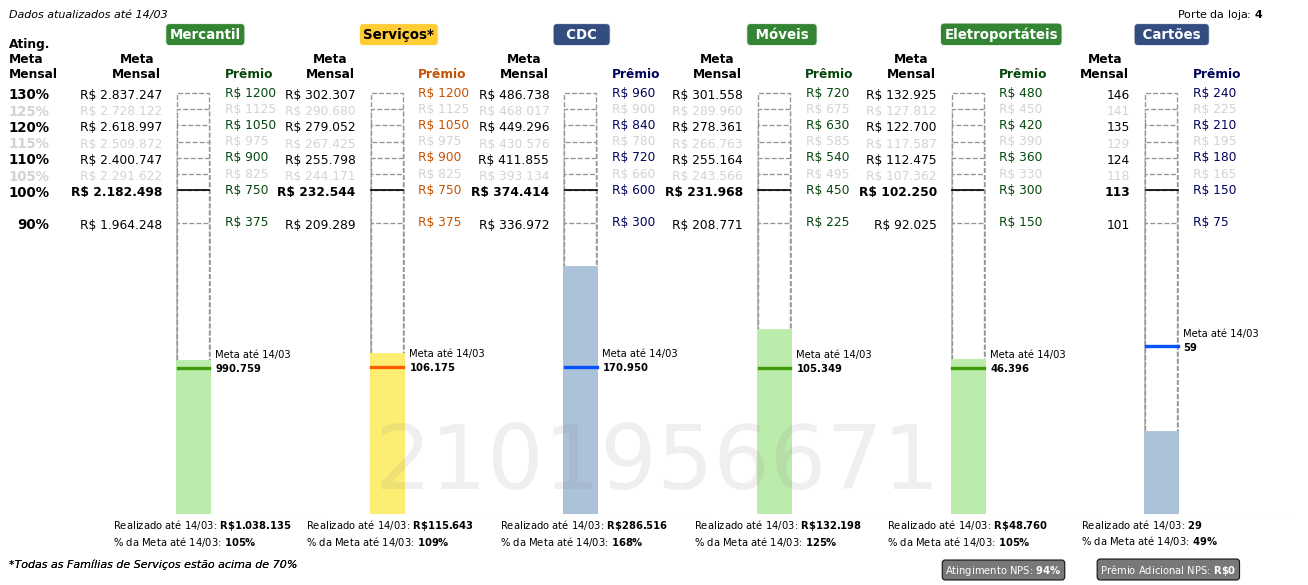 Dados atualizados até 14/03 Porte da loja: 4
Mercantil Serviços* CDC Móveis Eletroportáteis Cartões
Ating.
Meta Meta Meta Meta Meta Meta Meta
Mensal Mensal Prêmio Mensal Prêmio Mensal Prêmio Mensal Prêmio Mensal Prêmio Mensal Prêmio
130% R$ 2.837.247 R$ 1200 R$ 302.307 R$ 1200 R$ 486.738 R$ 960 R$ 301.558 R$ 720 R$ 132.925 R$ 480 146 R$ 240
125% R$ 2.728.122 R$ 1125 R$ 290.680 R$ 1125 R$ 468.017 R$ 900 R$ 289.960 R$ 675 R$ 127.812 R$ 450 141 R$ 225
120% R$ 2.618.997 R$ 1050 R$ 279.052 R$ 1050 R$ 449.296 R$ 840 R$ 278.361 R$ 630 R$ 122.700 R$ 420 135 R$ 210
115% R$ 2.509.872 R$ 975 R$ 267.425 R$ 975 R$ 430.576 R$ 780 R$ 266.763 R$ 585 R$ 117.587 R$ 390 129 R$ 195
110% R$ 2.400.747 R$ 900 R$ 255.798 R$ 900 R$ 411.855 R$ 720 R$ 255.164 R$ 540 R$ 112.475 R$ 360 124 R$ 180
105% R$ 2.291.622 R$ 825 R$ 244.171 R$ 825 R$ 393.134 R$ 660 R$ 243.566 R$ 495 R$ 107.362 R$ 330 118 R$ 165
100% R$ 2.182.498 R$ 750 R$ 232.544 R$ 750 R$ 374.414 R$ 600 R$ 231.968 R$ 450 R$ 102.250 R$ 300 113 R$ 150
90% R$ 1.964.248 R$ 375 R$ 209.289 R$ 375 R$ 336.972 R$ 300 R$ 208.771 R$ 225 R$ 92.025 R$ 150 101 R$ 75
Meta até 14/03
59
Meta até 14/03 Meta até 14/03 Meta até 14/03 Meta até 14/03 Meta até 14/03
990.759 106.175 170.950 105.349 46.396
2101956671
Realizado até 14/03: R$1.038.135 Realizado até 14/03: R$115.643 Realizado até 14/03: R$286.516 Realizado até 14/03: R$132.198 Realizado até 14/03: R$48.760 Realizado até 14/03: 29
% da Meta até 14/03: 105% % da Meta até 14/03: 109% % da Meta até 14/03: 168% % da Meta até 14/03: 125% % da Meta até 14/03: 105% % da Meta até 14/03: 49%
*Todas as Famílias de Serviços estão acima de 70% Atingimento NPS: 94% Prêmio Adicional NPS: R$0